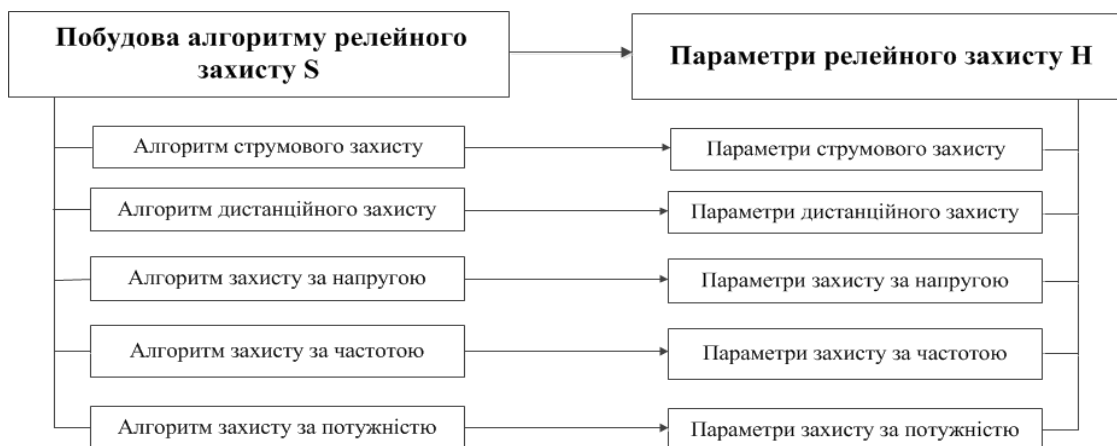 Побудова алгоритму релейного
захисту S
Параметри релейного захисту H
Алгоритм струмового захисту
Параметри струмового захисту
Алгоритм дистанційного захисту
Параметри дистанційного захисту
Алгоритм захисту за напругою
Параметри захисту за напругою
Алгоритм захисту за частотою
Параметри захисту за частотою
Алгоритм захисту за потужністю
Параметри захисту за потужністю